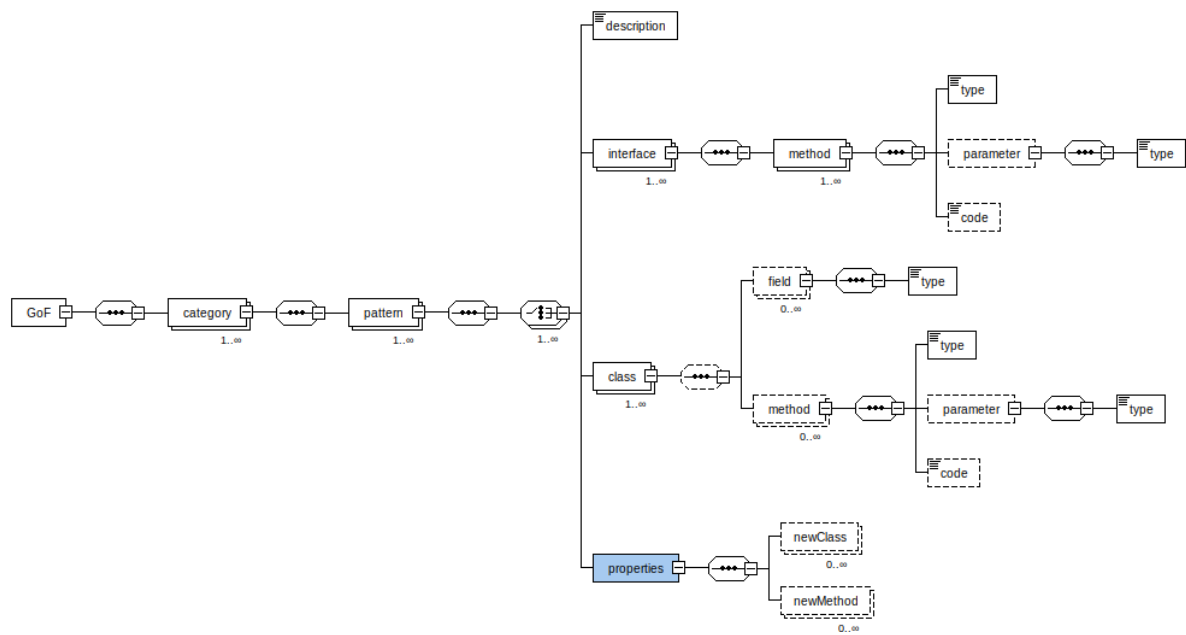 description
type
interface
1..∞
method
1..∞
parameter
type
code
GoF
category
1..∞
pattern
1..∞
1..∞
field
0..∞
type
class
1..∞
type
method
0..∞
parameter
type
code
properties
newClass
0..∞
newMethod
0..∞